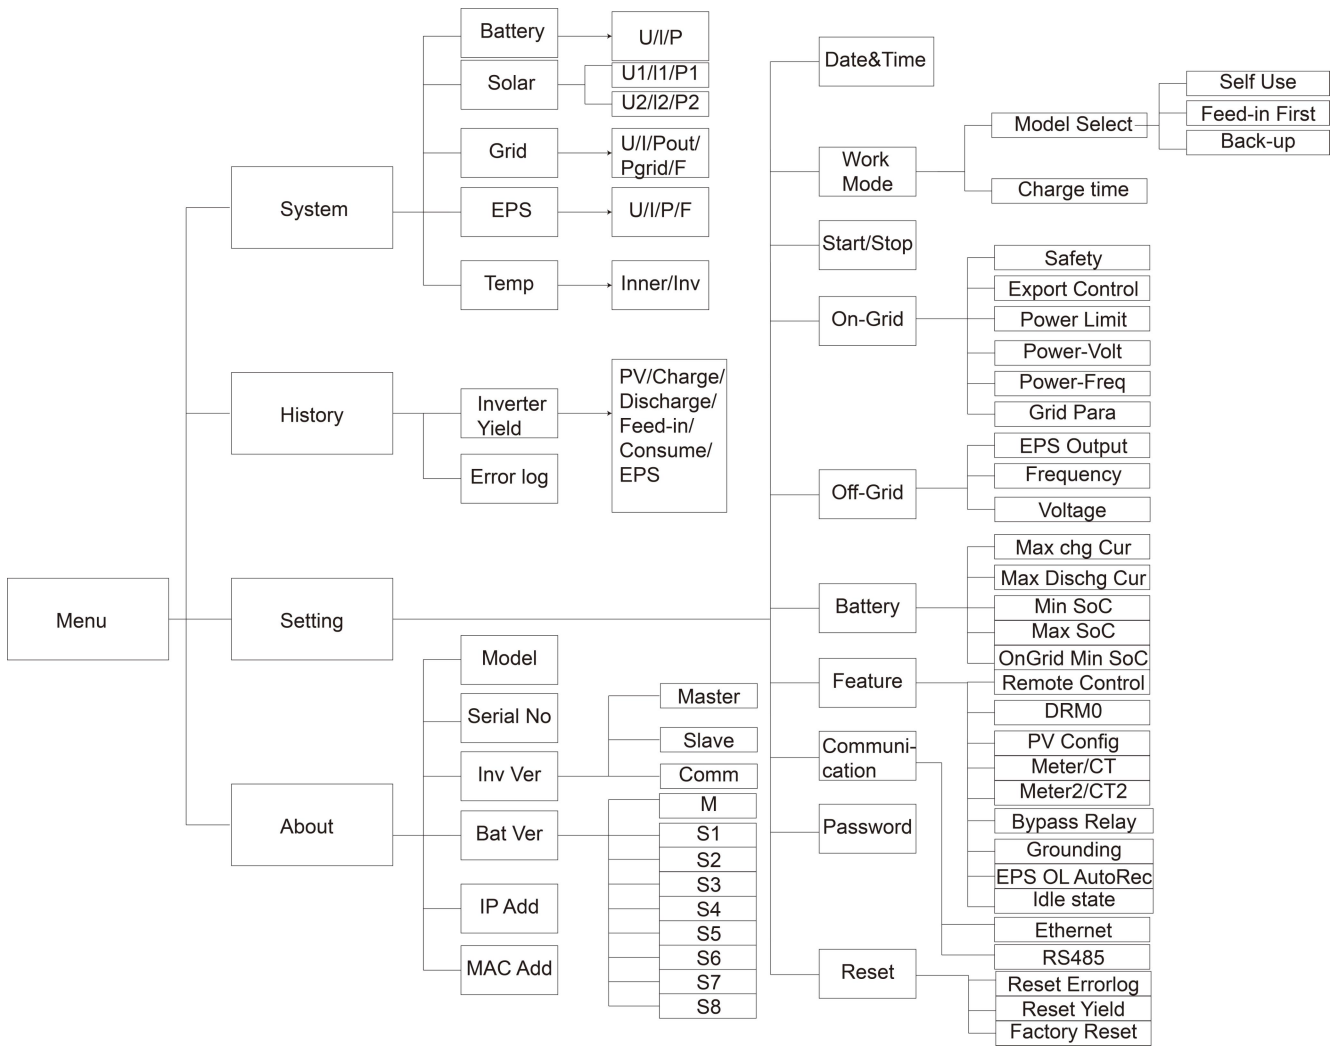 Menu
System
Battery
U/I/P
Solar
U1/I1/P1
U2/I2/P2
Grid
U/I/Pout/
Pgrid/F
EPS
U/I/P/F
Temp
Inner/Inv
History
Inverter
Yield
PV/Charge/
Discharge/
Feed-in/
Consume/
EPS
Error log
Setting
Date&Time
Work
Mode
Model Select
Self Use
Feed-in First
Back-up
Charge time
Start/Stop
On-Grid
Safety
Export Control
Power Limit
Power-Volt
Power-Freq
Grid Para
Off-Grid
EPS Output
Frequency
Voltage
Battery
Max chg Cur
Max Dischg Cur
Min SoC
Max SoC
OnGrid Min SoC
Feature
Remote Control
DRM0
PV Config
Meter/CT
Meter2/CT2
Bypass Relay
Grounding
EPS OL AutoRec
Idle state
Communi-
cation
Ethernet
RS485
Password
Reset
Reset Errorlog
Reset Yield
Factory Reset
About
Model
Serial No
Inv Ver
Master
Slave
Comm
Bat Ver
M
S1
S2
S3
S4
S5
S6
S7
S8
IP Add
MAC Add